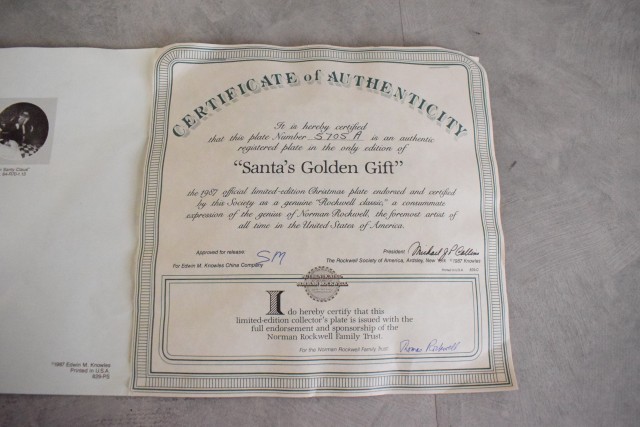 CERTIFICATE of AUTHENTICITY
It is hereby certified
that this plate Number 5705 A is an authentic
registered plate in the only edition of
"Santa's Golden Gift"
the 1987 official limited-edition Christmas plate endorsed and certified
by this Society as a genuine "Rockwell classic," a consummate
expression of the genius of Norman Rockwell, the foremost artist of
all time in the United States of America.
Approved for release: SM
For Edwin M. Knowles China Company
President
The Rockwell Society of America, Ardsley, New York ©1987 Knowles
I do hereby certify that this
limited-edition collector's plate is issued with the
full endorsement and sponsorship of the
Norman Rockwell Family Trust.
For the Norman Rockwell Family Trust
©1987 Edwin M. Knowles
Printed in U.S.A.